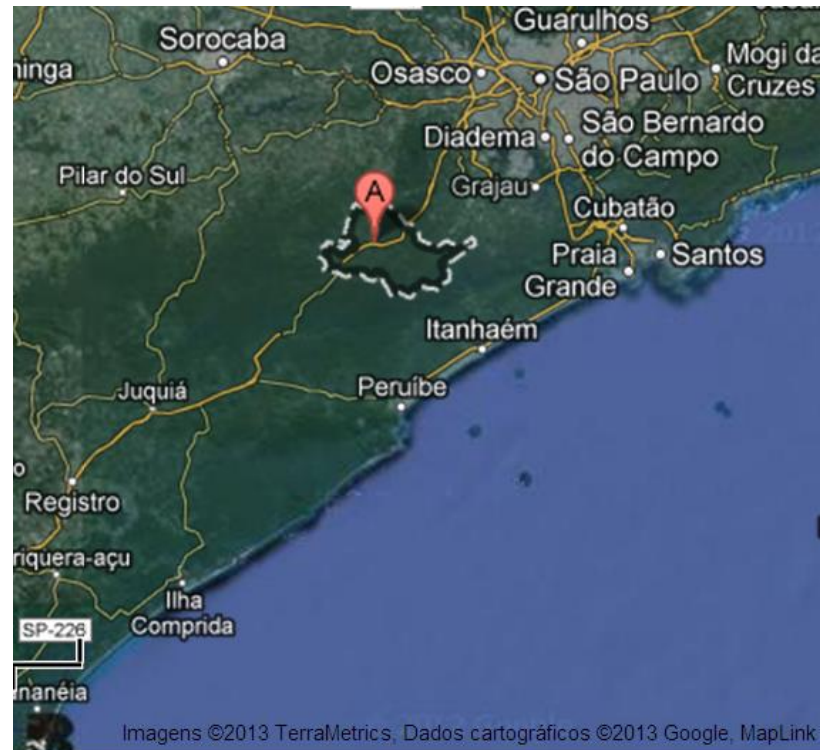 Guarulhos
Sorocaba
Mogi da
Cruzes
ninga
Osasco
São Paulo
Diadema
São Bernardo
do Campo
Pilar do Sul
A
Grajau
Cubatão
Praia
Grande
Santos
Itanhaém
Juquiá
Peruíbe
Registro
riquera-açu
Ilha
Comprida
SP-226
nanéia
Imagens ©2013 TerraMetrics, Dados cartográficos ©2013 Google, MapLink